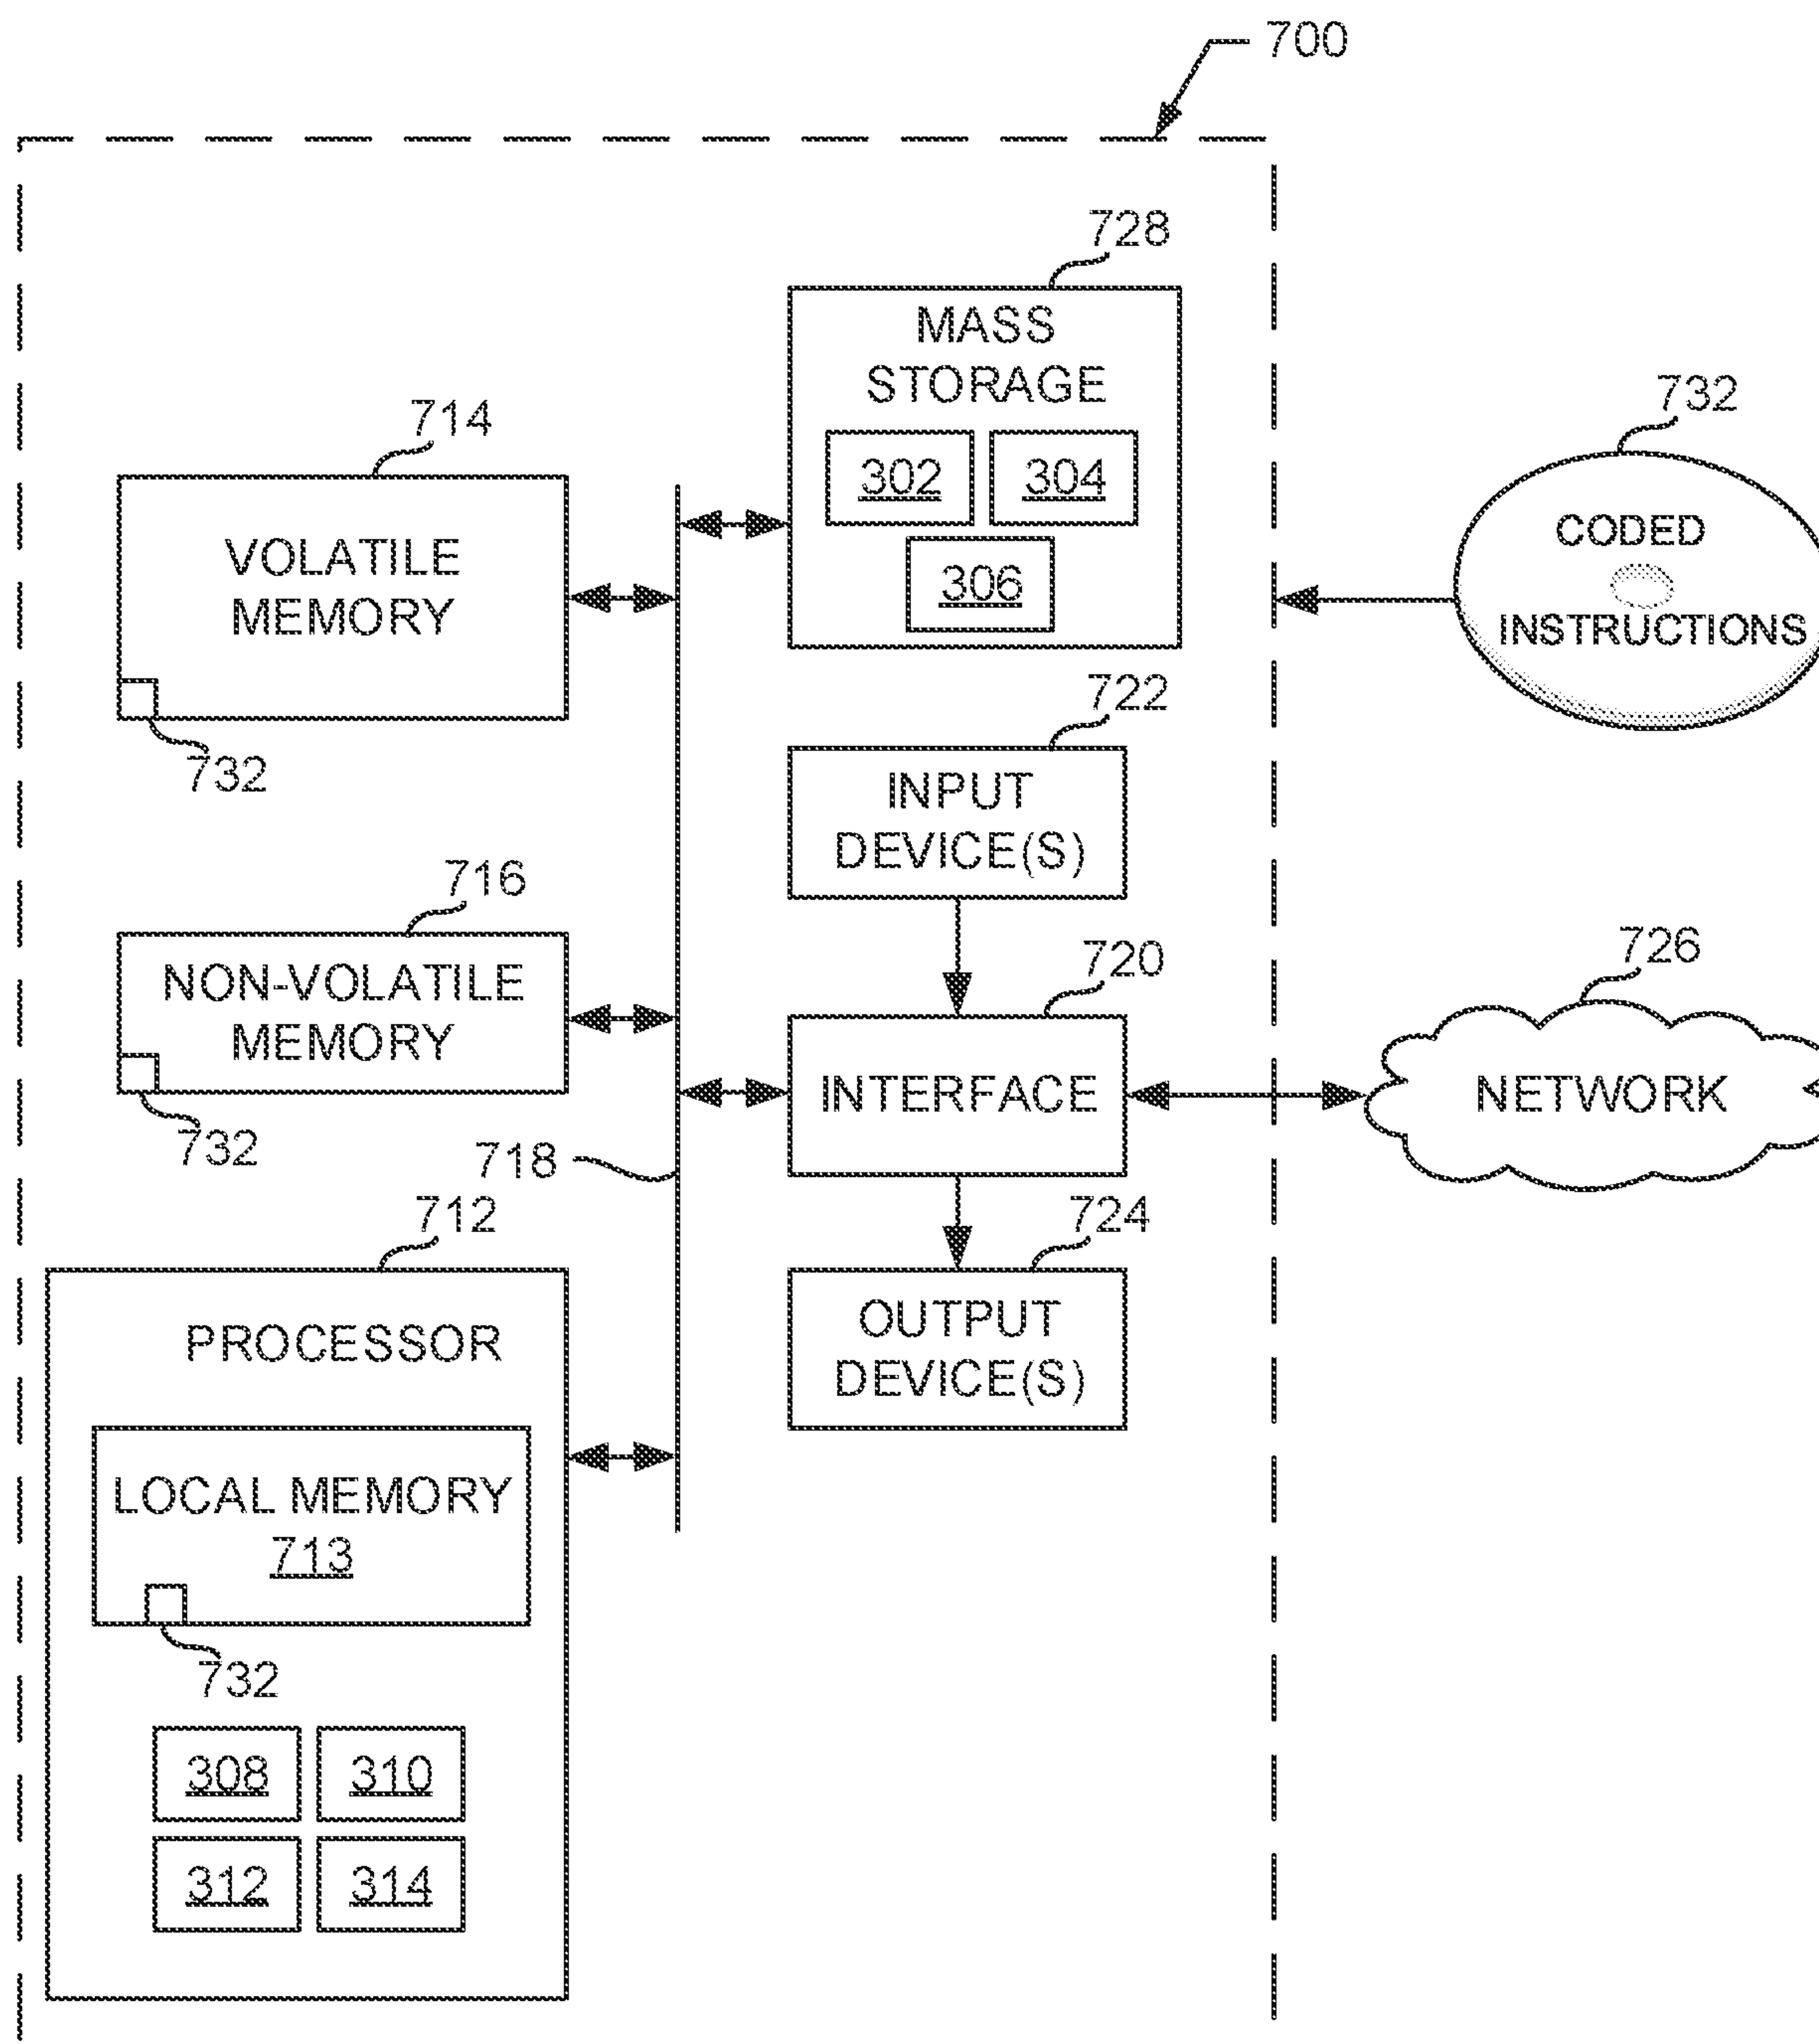 700
728
MASS
STORAGE
302 304
306
714
VOLATILE
MEMORY
732
732
CODED
INSTRUCTIONS
722
INPUT
DEVICE(S)
716
NON-VOLATILE
MEMORY
732
720
INTERFACE
726
NETWORK
718
712
PROCESSOR
LOCAL MEMORY
713
732
308 310
312 314
724
OUTPUT
DEVICE(S)